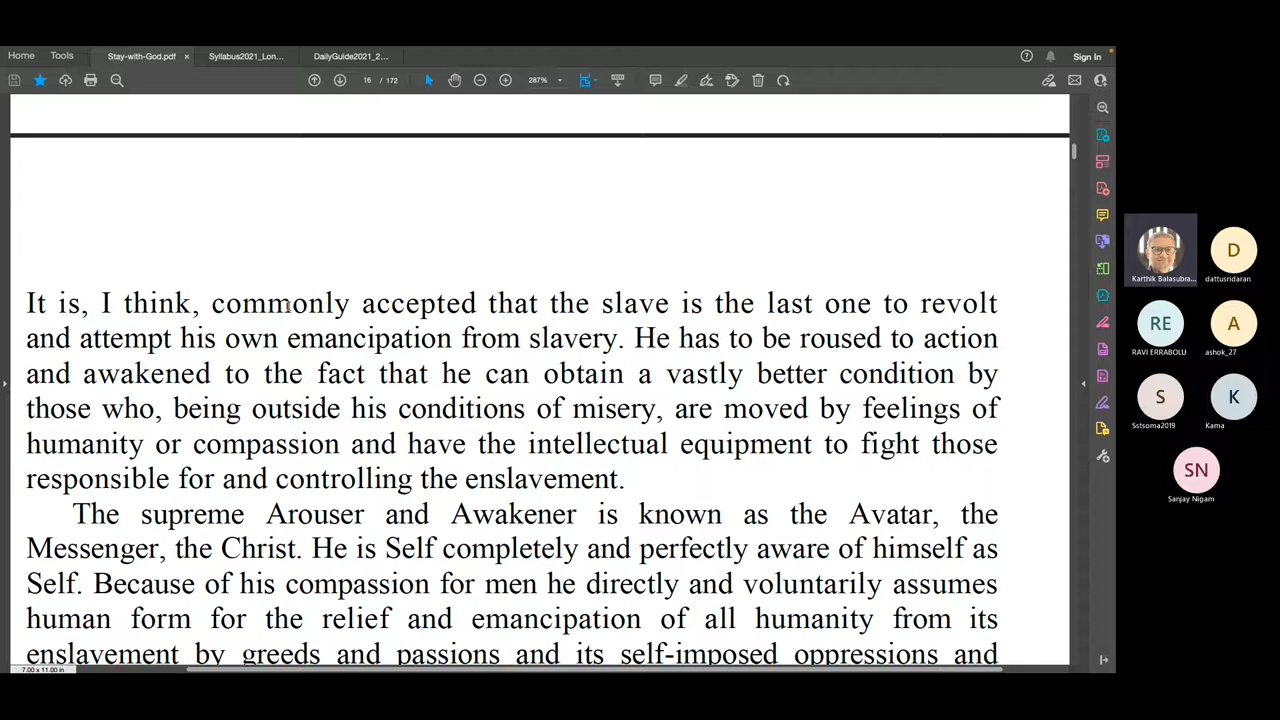 Home Tools Stay-with-God.pdf × Syllabus2021_Lon... DailyGuide2021_2... Sign In
16 / 172 287%
It is, I think, commonly accepted that the slave is the last one to revolt
and attempt his own emancipation from slavery. He has to be roused to action
and awakened to the fact that he can obtain a vastly better condition by
those who, being outside his conditions of misery, are moved by feelings of
humanity or compassion and have the intellectual equipment to fight those
responsible for and controlling the enslavement.
The supreme Arouser and Awakener is known as the Avatar, the
Messenger, the Christ. He is Self completely and perfectly aware of himself as
Self. Because of his compassion for men he directly and voluntarily assumes
human form for the relief and emancipation of all humanity from its
enslavement by greeds and passions and its self-imposed oppressions and
7.00 x 11.00 in
Karthik Balasubra...
D
dattusridaran
RE
RAVI ERRABOLU
A
ashok_27
S
Sstsoma2019
K
Kama
SN
Sanjay Nigam